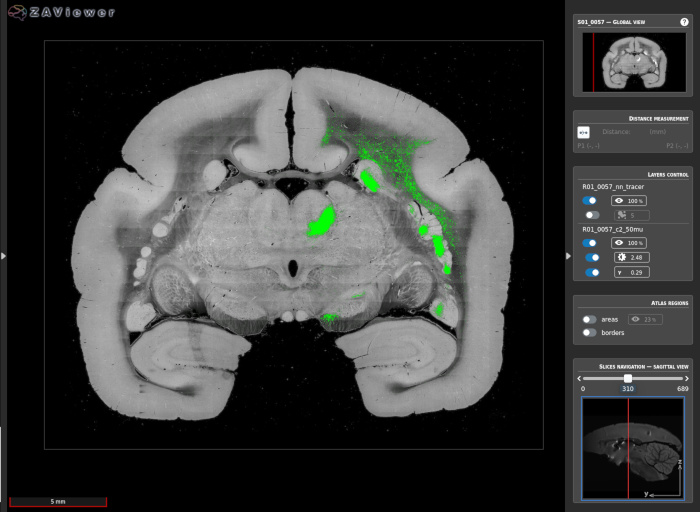 ZAViewer
S01_0057 — Global view
?
Distance measurement
Distance: (mm)
P1 (-, -) P2 (-, -)
Layers control
R01_0057_nn_tracer
100 %
5
R01_0057_c2_50mu
100 %
2.48
γ 0.29
Atlas regions
areas 23 %
borders
Slices navigation — sagittal view
0 310 689
z
y
5 mm